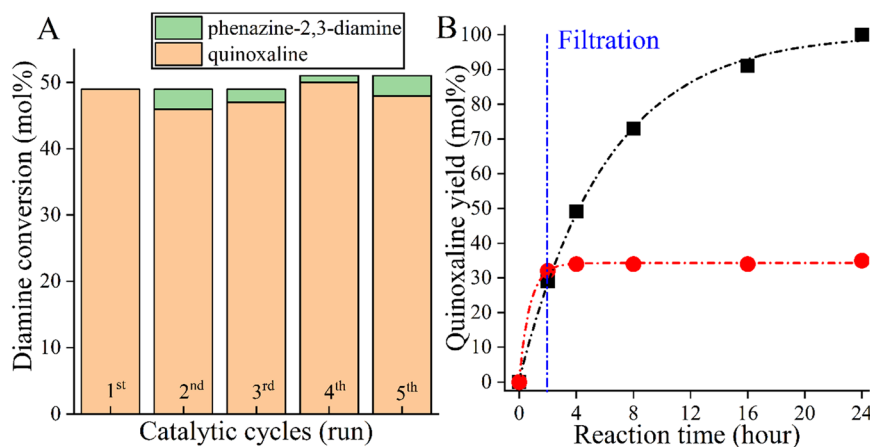 A
phenazine-2,3-diamine
quinoxaline
Diamine conversion (mol%)
50
40
30
20
10
0
1st
2nd
3rd
4th
5th
Catalytic cycles (run)
B
Filtration
Quinoxaline yield (mol%)
100
90
80
70
60
50
40
30
20
10
0
0 4 8 12 16 20 24
Reaction time (hour)